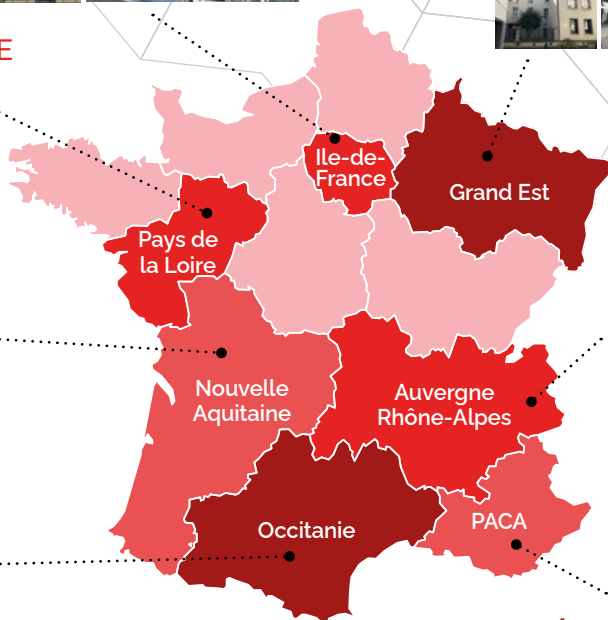 E
Ile-de-
France
Grand Est
Pays de
la Loire
Nouvelle
Aquitaine
Auvergne
Rhône-Alpes
Occitanie
PACA